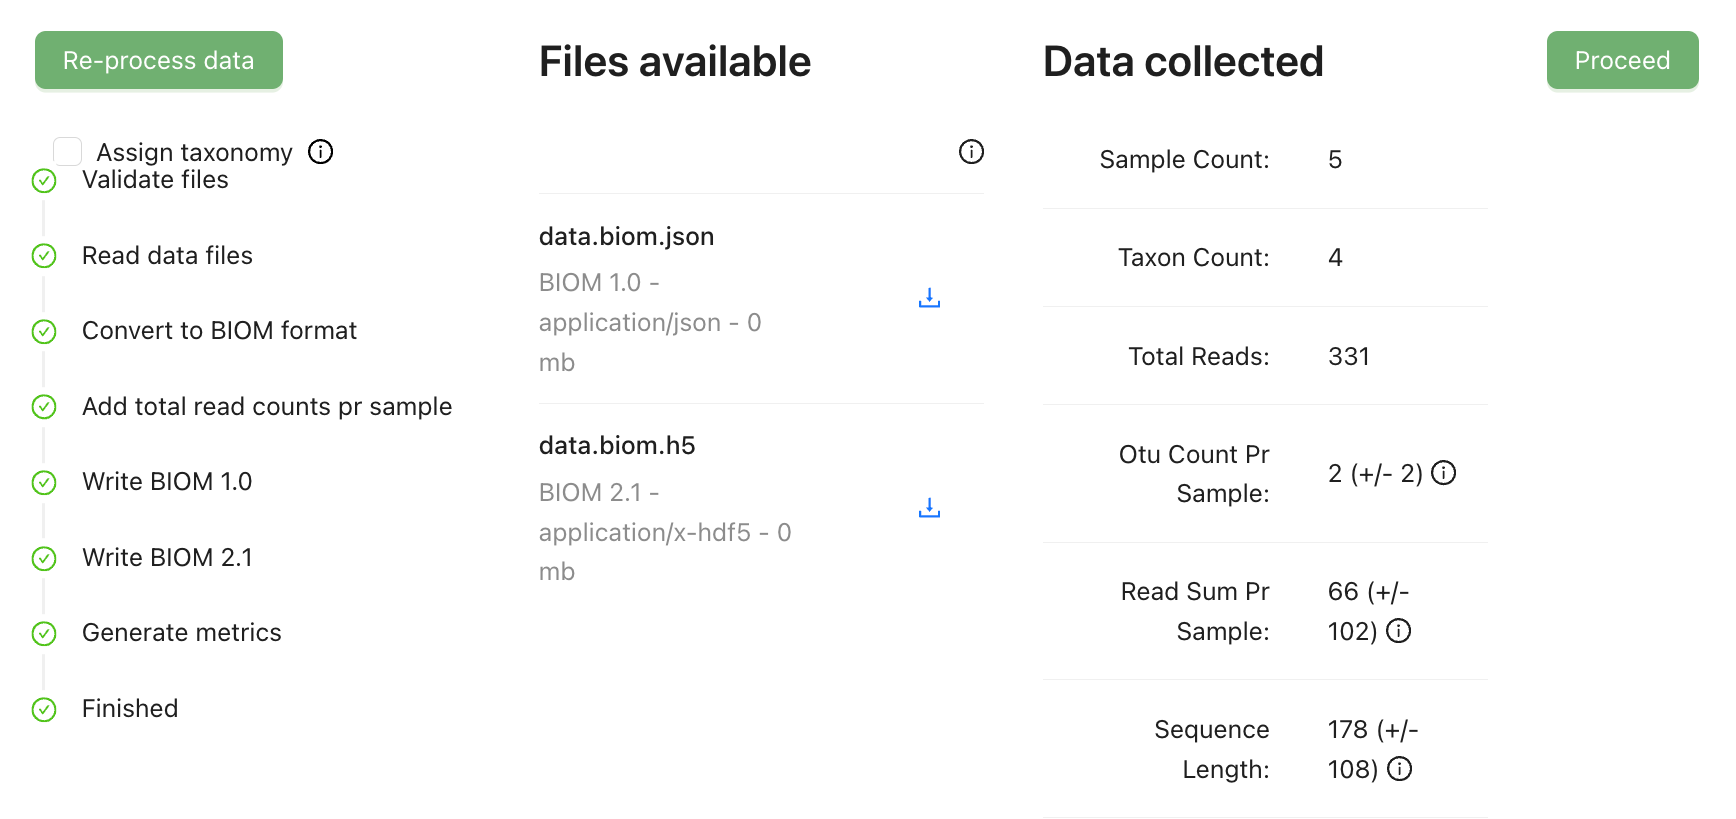 Re-process data
Assign taxonomy
Validate files
Read data files
Convert to BIOM format
Add total read counts pr sample
Write BIOM 1.0
Write BIOM 2.1
Generate metrics
Finished
Files available
data.biom.json
BIOM 1.0 -
application/json - 0
mb
data.biom.h5
BIOM 2.1 -
application/x-hdf5 - 0
mb
Data collected
Proceed
Sample Count: 5
Taxon Count: 4
Total Reads: 331
Otu Count Pr
Sample: 2 (+/- 2)
Read Sum Pr 66 (+/-
Sample: 102)
Sequence 178 (+/-
Length: 108)